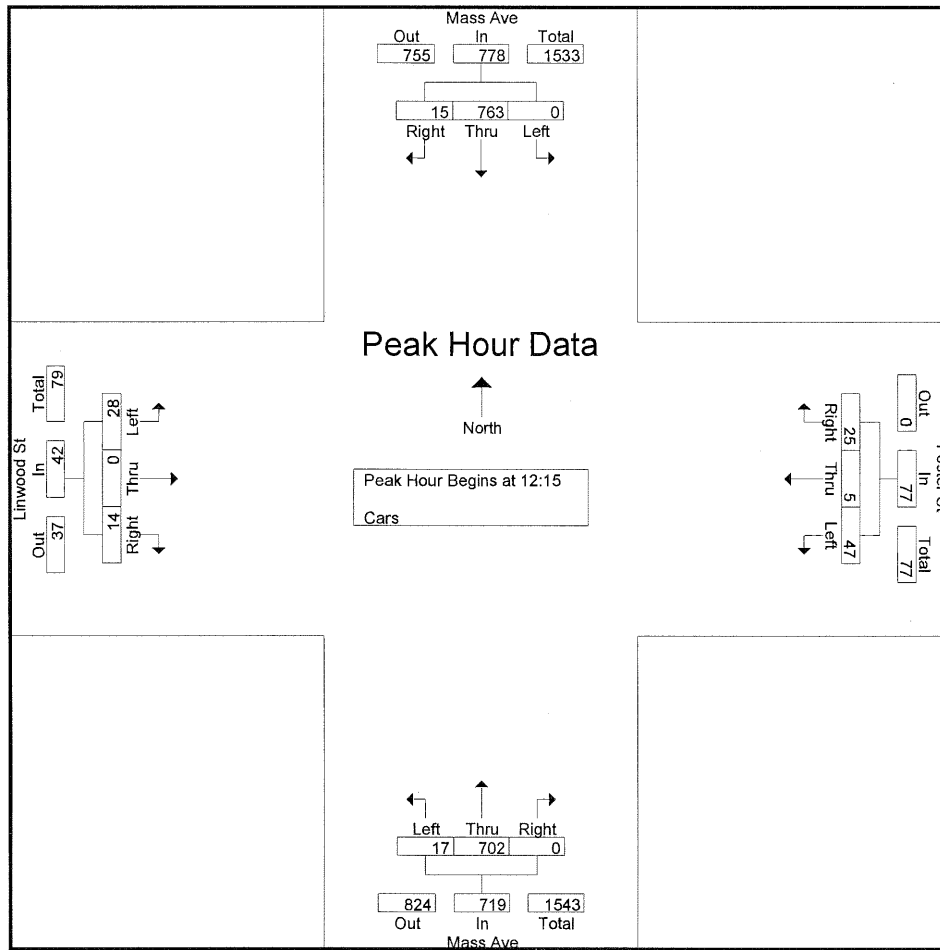 Mass Ave
Out In Total
755 778 1533
15 763 0
Right Thru Left
Peak Hour Data
North
Peak Hour Begins at 12:15
Cars
Linwood St
Total In Out
79 42 37
28 0 14
Left Thru Right
Right Thru Left
25 5 47
Out In Total
0 77 77
St
Left Thru Right
17 702 0
824 719 1543
Out In Total
Mass Ave